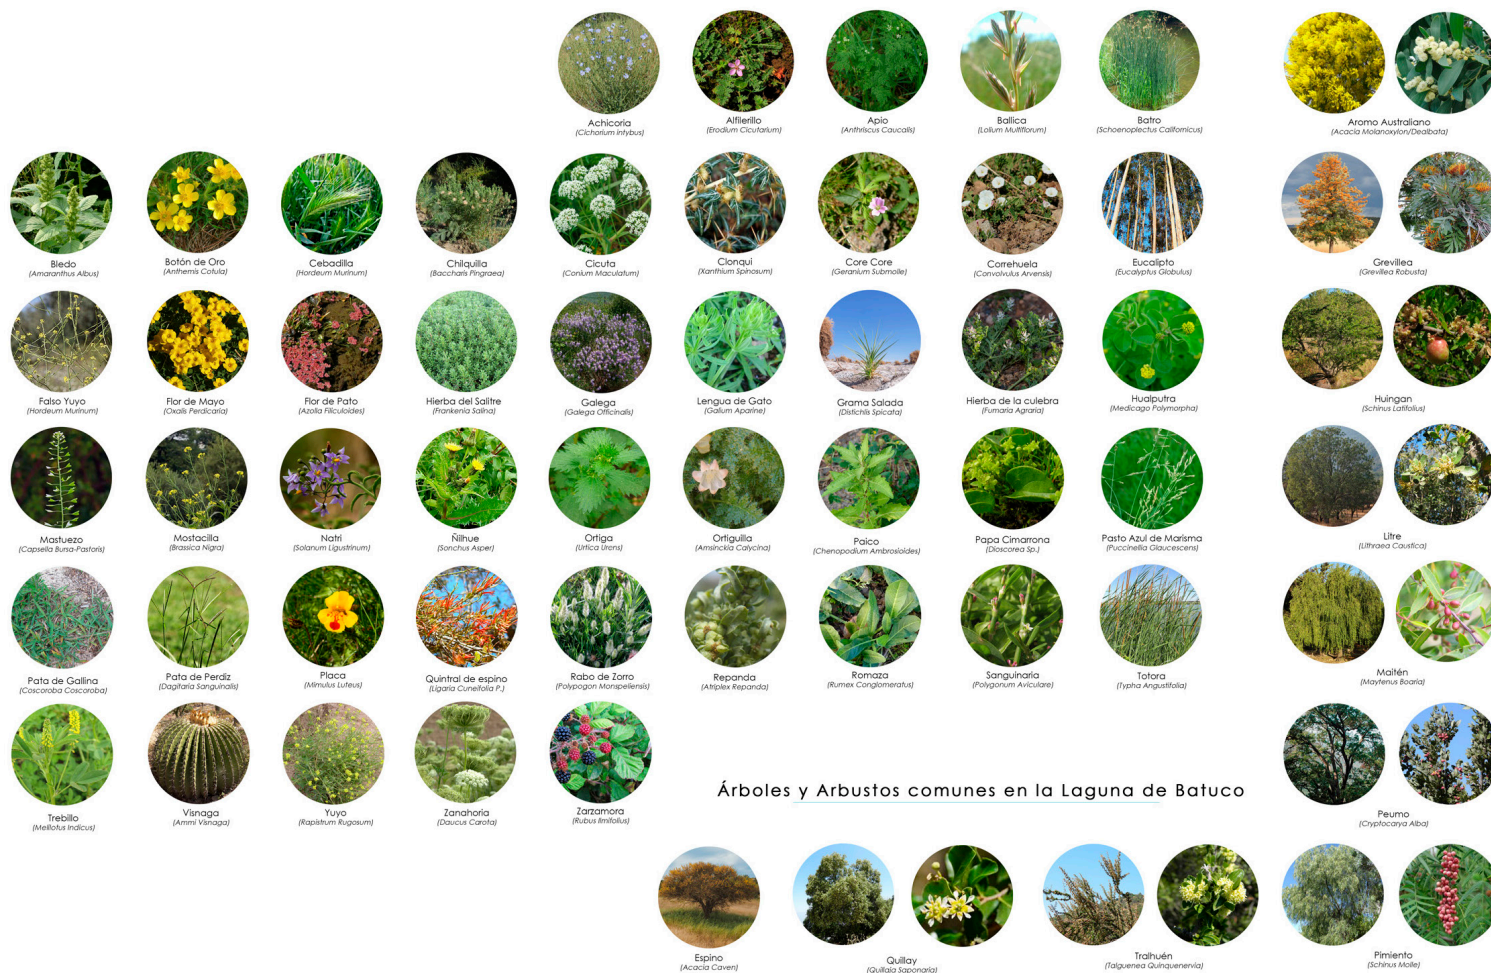 Achicoria
(Cichorium intybus)
Alfilerillo
(Erodium Cicutarium)
Apio
(Anthriscus Caucalis)
Ballica
(Lolium Multiflorum)
Batro
(Schoenoplectus Californicus)
Aromo Australiano
(Acacia Melanoxylon/Dealbata)
Bledo
(Amaranthus Albus)
Botón de Oro
(Anthemis Cotula)
Cebadilla
(Hordeum Murinum)
Chilquilla
(Baccharis Pingraea)
Cicuta
(Conium Maculatum)
Clonqui
(Xanthium Spinosum)
Core Core
(Geranium Submolle)
Correhuela
(Convolvulus Arvensis)
Eucalipto
(Eucalyptus Globulus)
Grevillea
(Grevillea Robusta)
Falso Yuyo
(Hordeum Murinum)
Flor de Mayo
(Oxalis Perdicaria)
Flor de Pato
(Azolla Filiculoides)
Hierba del Salitre
(Frankenia Salina)
Galega
(Galega Officinalis)
Lengua de Gato
(Galium Aparine)
Grama Salada
(Distichlis Spicata)
Hierba de la culebra
(Fumaria Agraria)
Hualputra
(Medicago Polymorpha)
Huingan
(Schinus Latifolius)
Mastuezo
(Capsella Bursa-Pastoris)
Mostacilla
(Brassica Nigra)
Natri
(Solanum Ligustrinum)
Ñilhue
(Sonchus Asper)
Ortiga
(Urtica Urens)
Ortiguilla
(Amsinckia Calycina)
Paico
(Chenopodium Ambrosioides)
Papa Cimarrona
(Dioscorea Sp.)
Pasto Azul de Marisma
(Puccinellia Glaucescens)
Litre
(Lithraea Caustica)
Pata de Gallina
(Coscoroba Coscoroba)
Pata de Perdiz
(Dagitaria Sanguinalis)
Placa
(Mimulus Luteus)
Quintral de espino
(Ligaria Cuneifolia P.)
Rabo de Zorro
(Polypogon Monspeliensis)
Repanda
(Atriplex Repanda)
Romaza
(Rumex Conglomeratus)
Sanguinaria
(Polygonum Aviculare)
Totora
(Typha Angustifolia)
Maitén
(Maytenus Boaria)
Trebillo
(Melilotus Indicus)
Visnaga
(Ammi Visnaga)
Yuyo
(Rapistrum Rugosum)
Zanahoria
(Daucus Carota)
Zarzamora
(Rubus Ilmifolius)
Árboles y Arbustos comunes en la Laguna de Batuco
Peumo
(Cryptocarya Alba)
Espino
(Acacia Caven)
Quillay
(Quillaja Saponaria)
Tralhuén
(Talguenea Quinquenervia)
Pimiento
(Schinus Molle)